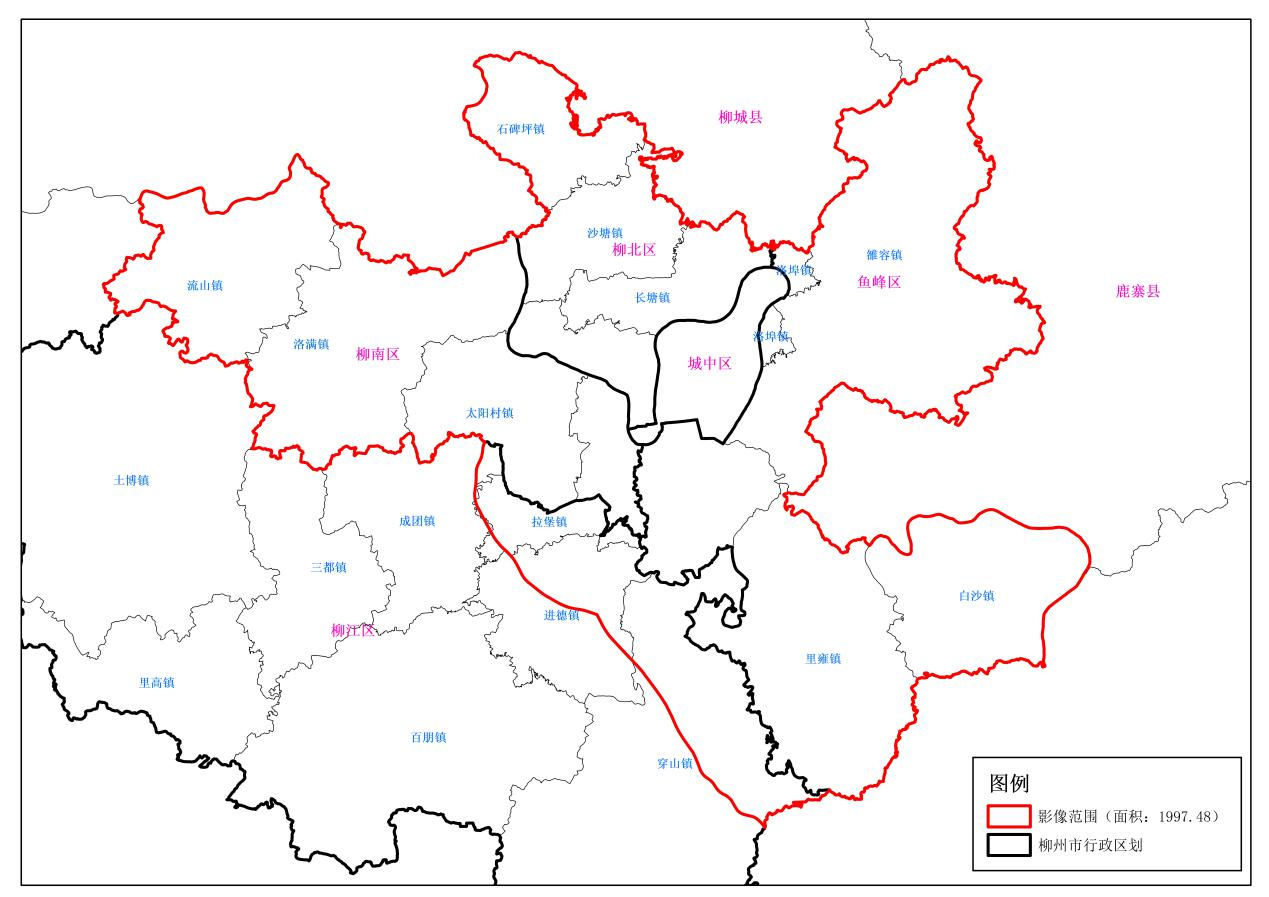 柳城县
石碑坪镇
沙塘镇
柳北区
雒容镇
洛埠镇
鱼峰区
流山镇
长塘镇
鹿寨县
洛埠镇
洛满镇
柳南区
城中区
太阳村镇
土博镇
成团镇
拉堡镇
三都镇
白沙镇
进德镇
柳江区
里雍镇
里高镇
百朋镇
穿山镇
图例
影像范围（面积：1997.48）
柳州市行政区划